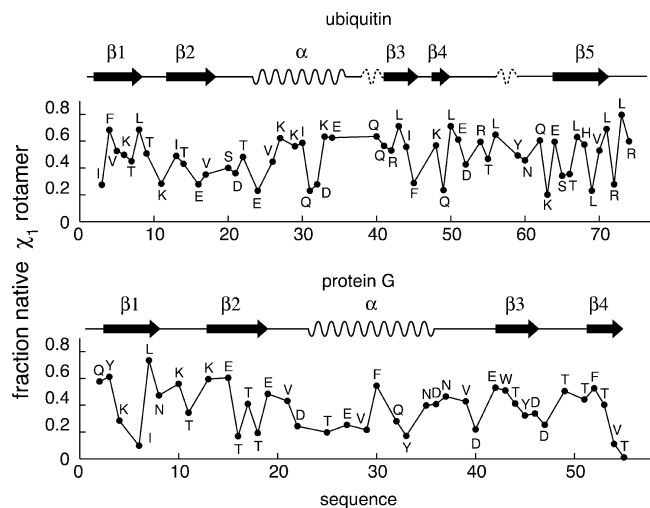 ubiquitin
β1 β2 α β3 β4 β5
0.8
0.6
0.4
0.2
0
I F V K T L T K I T E V S D T E V K K I Q D K E Q Q R L I F K Q L E D R T K Y N Q K E S T L H L V L R L R
0 10 20 30 40 50 60 70
fraction native χ1 rotamer
protein G
β1 β2 α β3 β4
0.8
0.6
0.4
0.2
0
Q Y K I L N K T K E T T T E V D T E V F Q Y N D N V D E W T Y D D T T F T V T
0 10 20 30 40 50
sequence